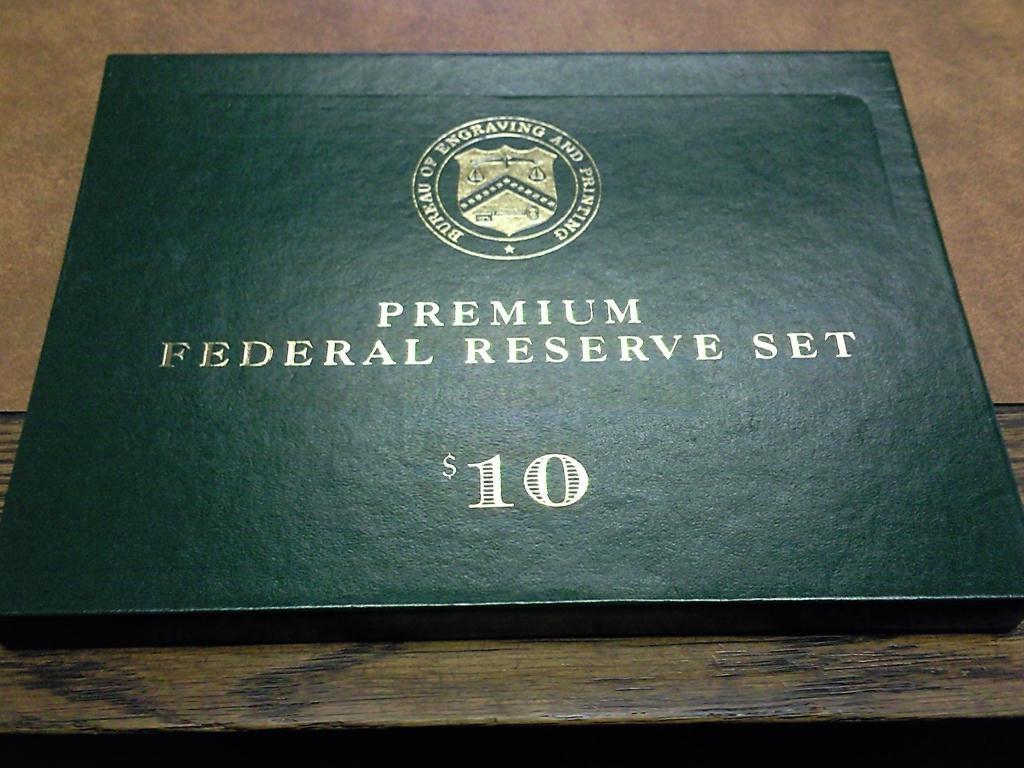 BUREAU OF ENGRAVING AND PRINTING
PREMIUM
FEDERAL RESERVE SET
$10